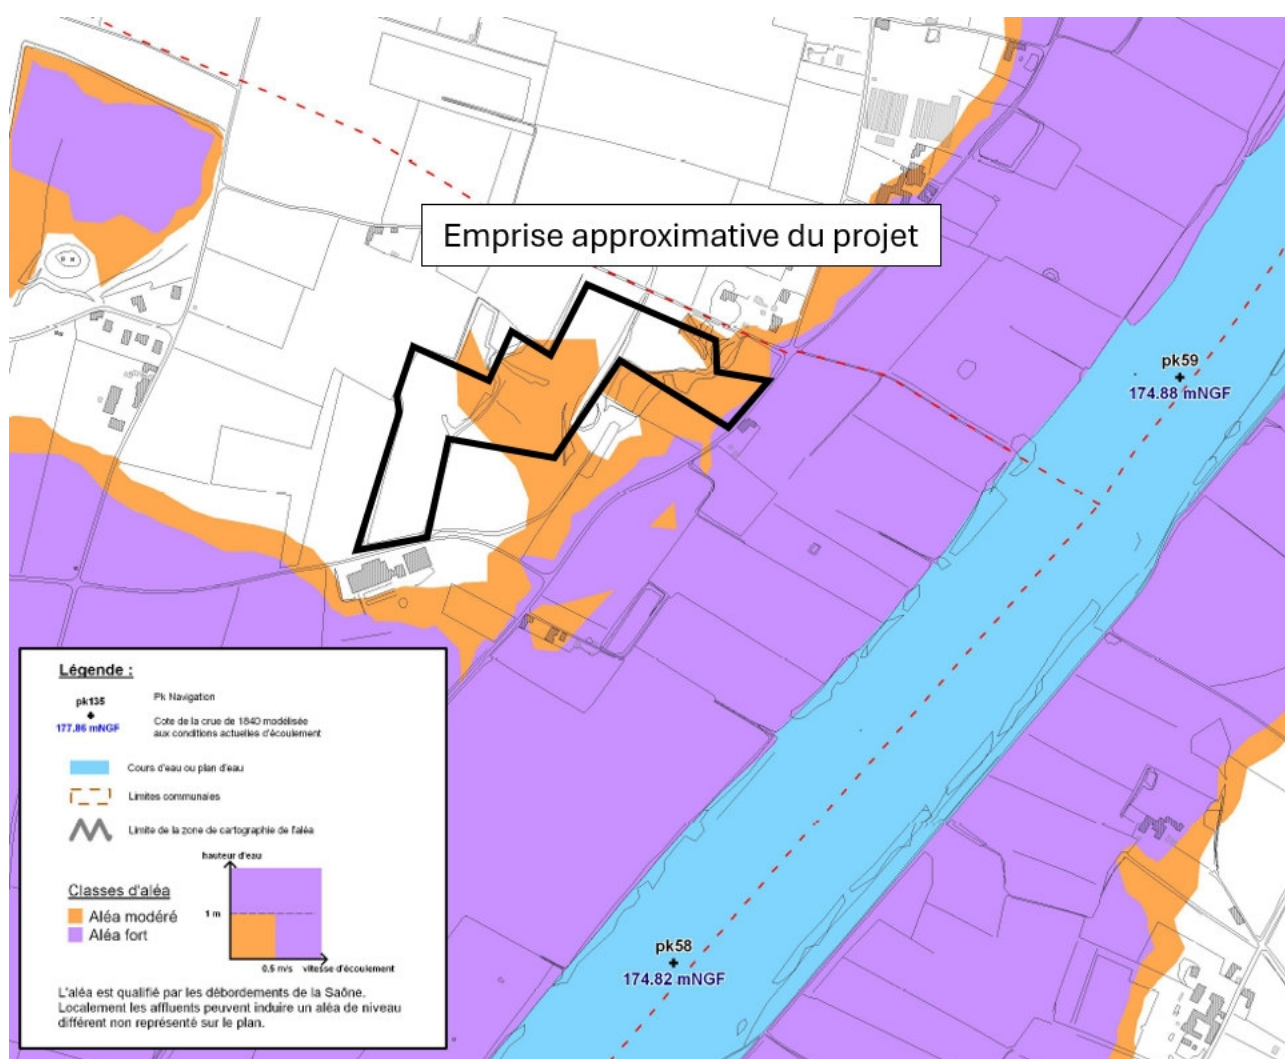 Emprise approximative du projet
pk59
174.88 mNGF
pk58
174.82 mNGF
Légende :
pk135
177.86 mNGF
Pk Navigation
Cote de la crue de 1840 modélisée
aux conditions actuelles d'écoulement
Cours d'eau ou plan d'eau
Limites communales
Limite de la zone de cartographie de l'aléa
Classes d'aléa
Aléa modéré
Aléa fort
hauteur d'eau
1 m
0.5 m/s
vitesse d'écoulement
L'aléa est qualifié par les débordements de la Saône.
Localement les affluents peuvent induire un aléa de niveau
différent non représenté sur le plan.